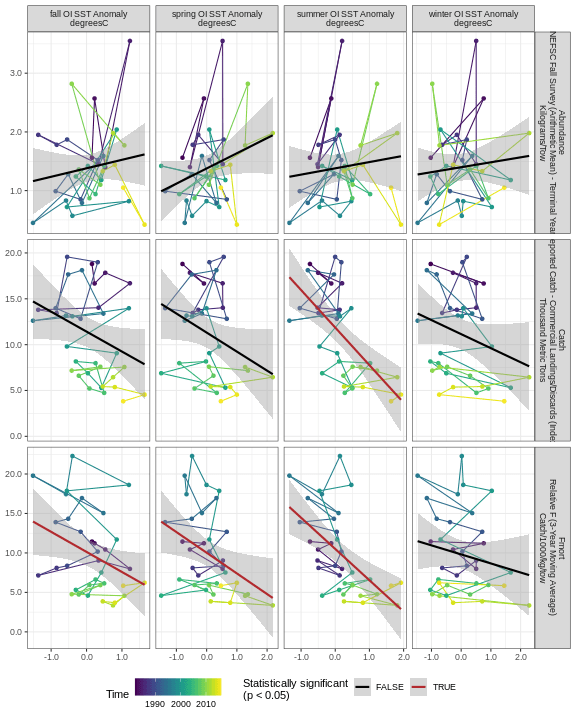 fall OI SST Anomaly
degreesC
spring OI SST Anomaly
degreesC
summer OI SST Anomaly
degreesC
winter OI SST Anomaly
degreesC
3.0
2.0
1.0
Abundance
NEFSC Fall Survey (Arithmetic Mean) - Terminal Year
Kilograms/tow
20.0
15.0
10.0
5.0
0.0
Catch
eported Catch - Commercial Landings/Discards (Inde
Thousand Metric Tons
20.0
15.0
10.0
5.0
0.0
Fmort
Relative F (3-Year Moving Average)
Catch/1000/kg/tow
-1.0 0.0 1.0
-1.0 0.0 1.0 2.0
-1.0 0.0 1.0 2.0
-1.0 0.0 1.0 2.0
Time
1990 2000 2010
Statistically significant
(p < 0.05)
FALSE
TRUE